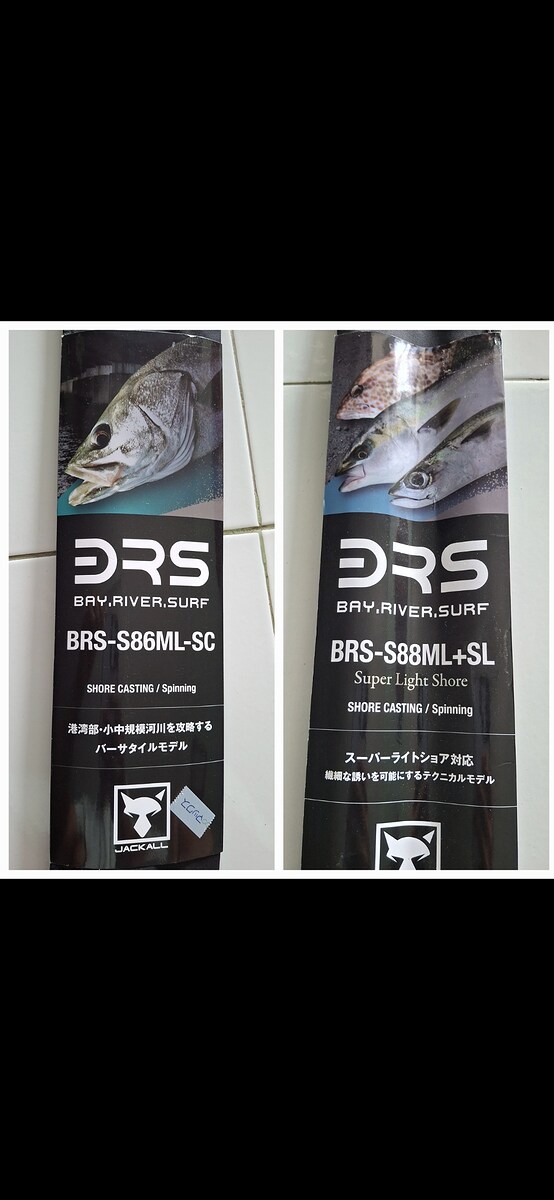 BRS
BAY.RIVER.SURF
BRS-S86ML-SC
SHORE CASTING / Spinning
港湾部・小中規模河川を攻略する
バーサタイルモデル
JACKALL
BRS
BAY.RIVER.SURF
BRS-S88ML+SL
Super Light Shore
SHORE CASTING / Spinning
スーパーライトショア対応
繊細な誘いを可能にするテクニカルモデル